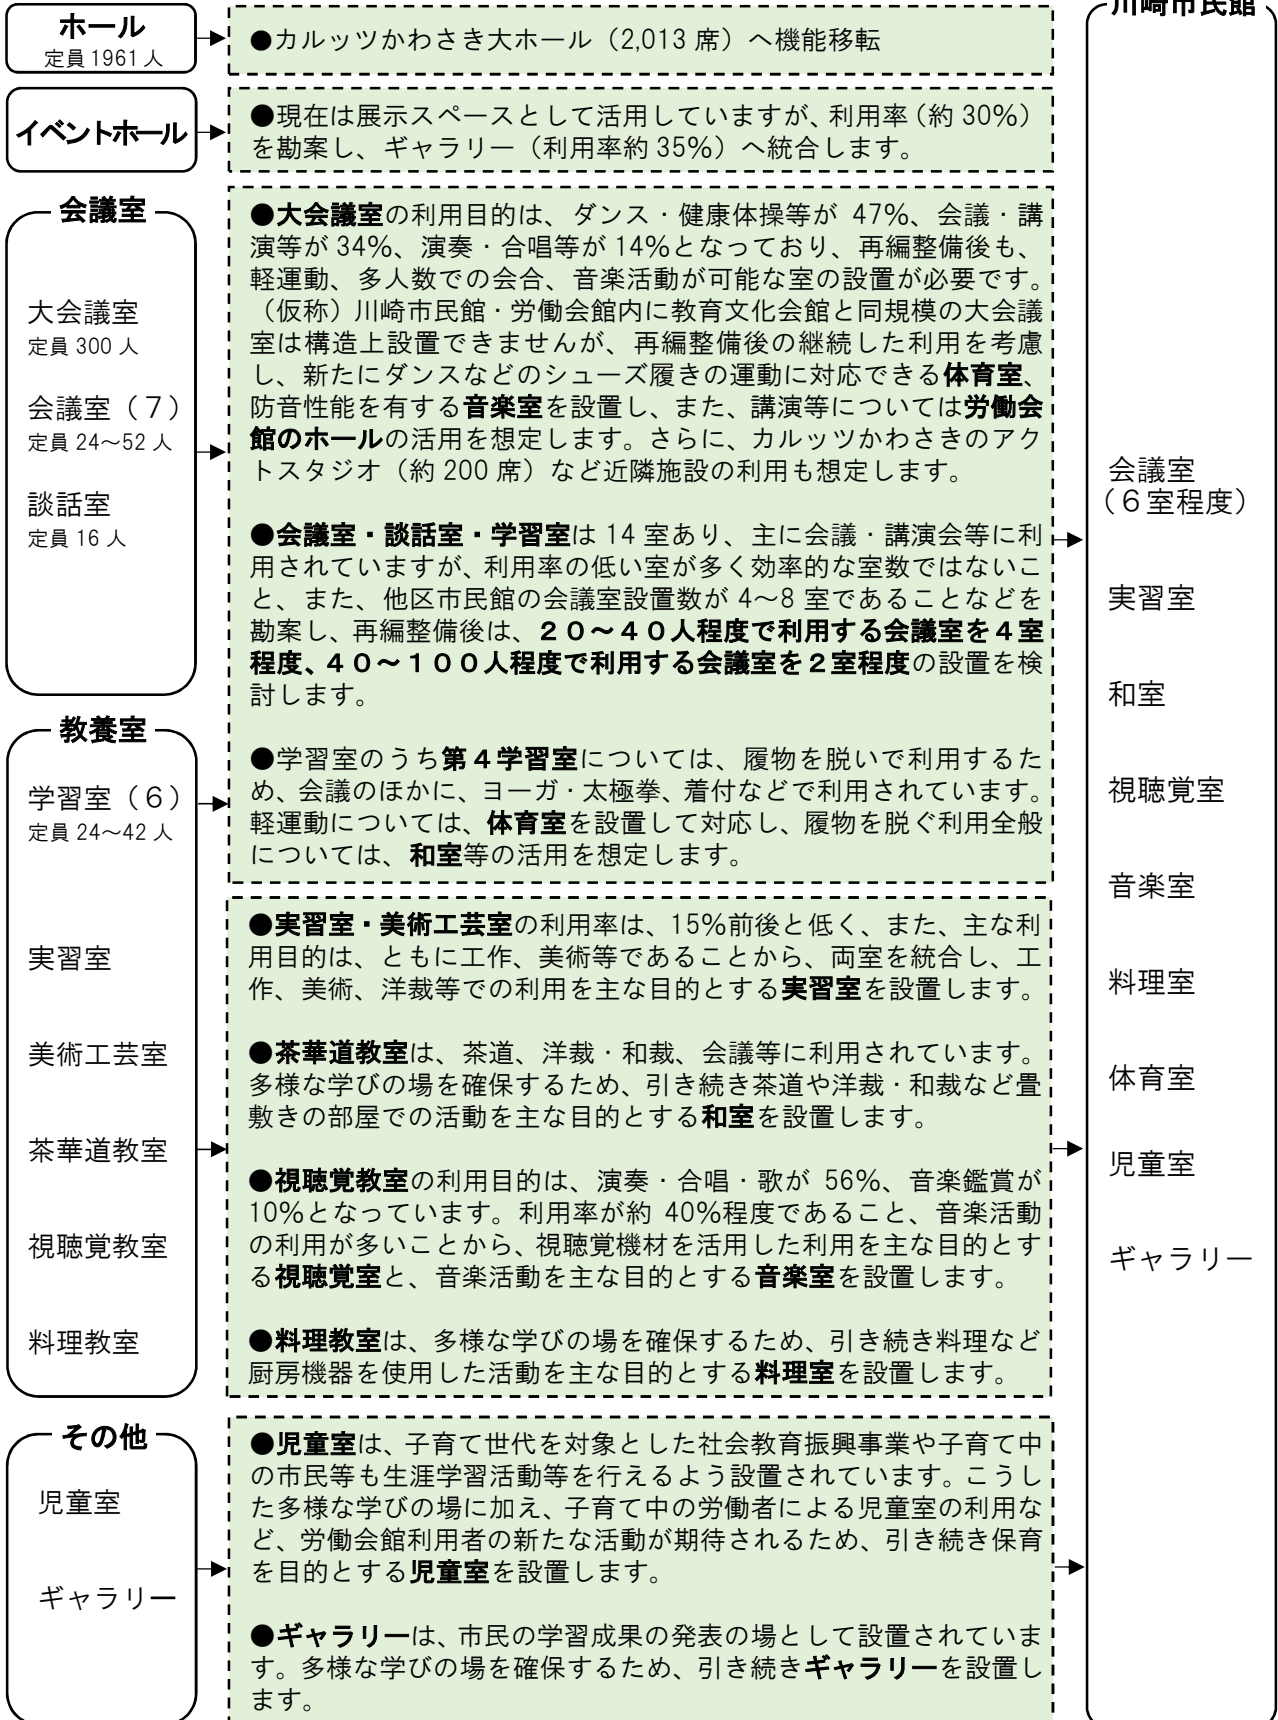 ホール
定員1961人
●カルッツかわさき大ホール（2,013 席）へ機能移転
イベントホール
●現在は展示スペースとして活用していますが、利用率（約 30％）
を勘案し、ギャラリー（利用率約 35％）へ統合します。
会議室
大会議室
定員 300 人
会議室（７）
定員 24～52 人
談話室
定員 16 人
●大会議室の利用目的は、ダンス・健康体操等が 47％、会議・講
演等が 34％、演奏・合唱等が 14％となっており、再編整備後も、
軽運動、多人数での会合、音楽活動が可能な室の設置が必要です。
（仮称）川崎市民館・労働会館内に教育文化会館と同規模の大会議
室は構造上設置できませんが、再編整備後の継続した利用を考慮
し、新たにダンスなどのシューズ履きの運動に対応できる体育室、
防音性能を有する音楽室を設置し、また、講演等については労働会
館のホールの活用を想定します。さらに、カルッツかわさきのアク
トスタジオ（約 200 席）など近隣施設の利用も想定します。
●会議室・談話室・学習室は 14 室あり、主に会議・講演会等に利
用されていますが、利用率の低い室が多く効率的な室数ではないこ
と、また、他区市民館の会議室設置数が 4～8 室であることなどを
勘案し、再編整備後は、２０～４０人程度で利用する会議室を４室
程度、４０～１００人程度で利用する会議室を２室程度の設置を検
討します。
教養室
学習室（６）
定員 24～42 人
●学習室のうち第４学習室については、履物を脱いで利用するた
め、会議のほかに、ヨーガ・太極拳、着付などで利用されています。
軽運動については、体育室を設置して対応し、履物を脱ぐ利用全般
については、和室等の活用を想定します。
実習室
美術工芸室
茶華道教室
視聴覚教室
料理教室
●実習室・美術工芸室の利用率は、15％前後と低く、また、主な利
用目的は、ともに工作、美術等であることから、両室を統合し、工
作、美術、洋裁等での利用を主な目的とする実習室を設置します。
●茶華道教室は、茶道、洋裁・和裁、会議等に利用されています。
多様な学びの場を確保するため、引き続き茶道や洋裁・和裁など畳
敷きの部屋での活動を主な目的とする和室を設置します。
●視聴覚教室の利用目的は、演奏・合唱・歌が 56％、音楽鑑賞が
10％となっています。利用率が約 40％程度であること、音楽活動
の利用が多いことから、視聴覚機材を活用した利用を主な目的とす
る視聴覚室と、音楽活動を主な目的とする音楽室を設置します。
●料理教室は、多様な学びの場を確保するため、引き続き料理など
厨房機器を使用した活動を主な目的とする料理室を設置します。
その他
児童室
ギャラリー
●児童室は、子育て世代を対象とした社会教育振興事業や子育て中
の市民等も生涯学習活動等を行えるよう設置されています。こうし
た多様な学びの場に加え、子育て中の労働者による児童室の利用な
ど、労働会館利用者の新たな活動が期待されるため、引き続き保育
を目的とする児童室を設置します。
●ギャラリーは、市民の学習成果の発表の場として設置されていま
す。多様な学びの場を確保するため、引き続きギャラリーを設置し
ます。
川崎市民館
会議室
（６室程度）
実習室
和室
視聴覚室
音楽室
料理室
体育室
児童室
ギャラリー